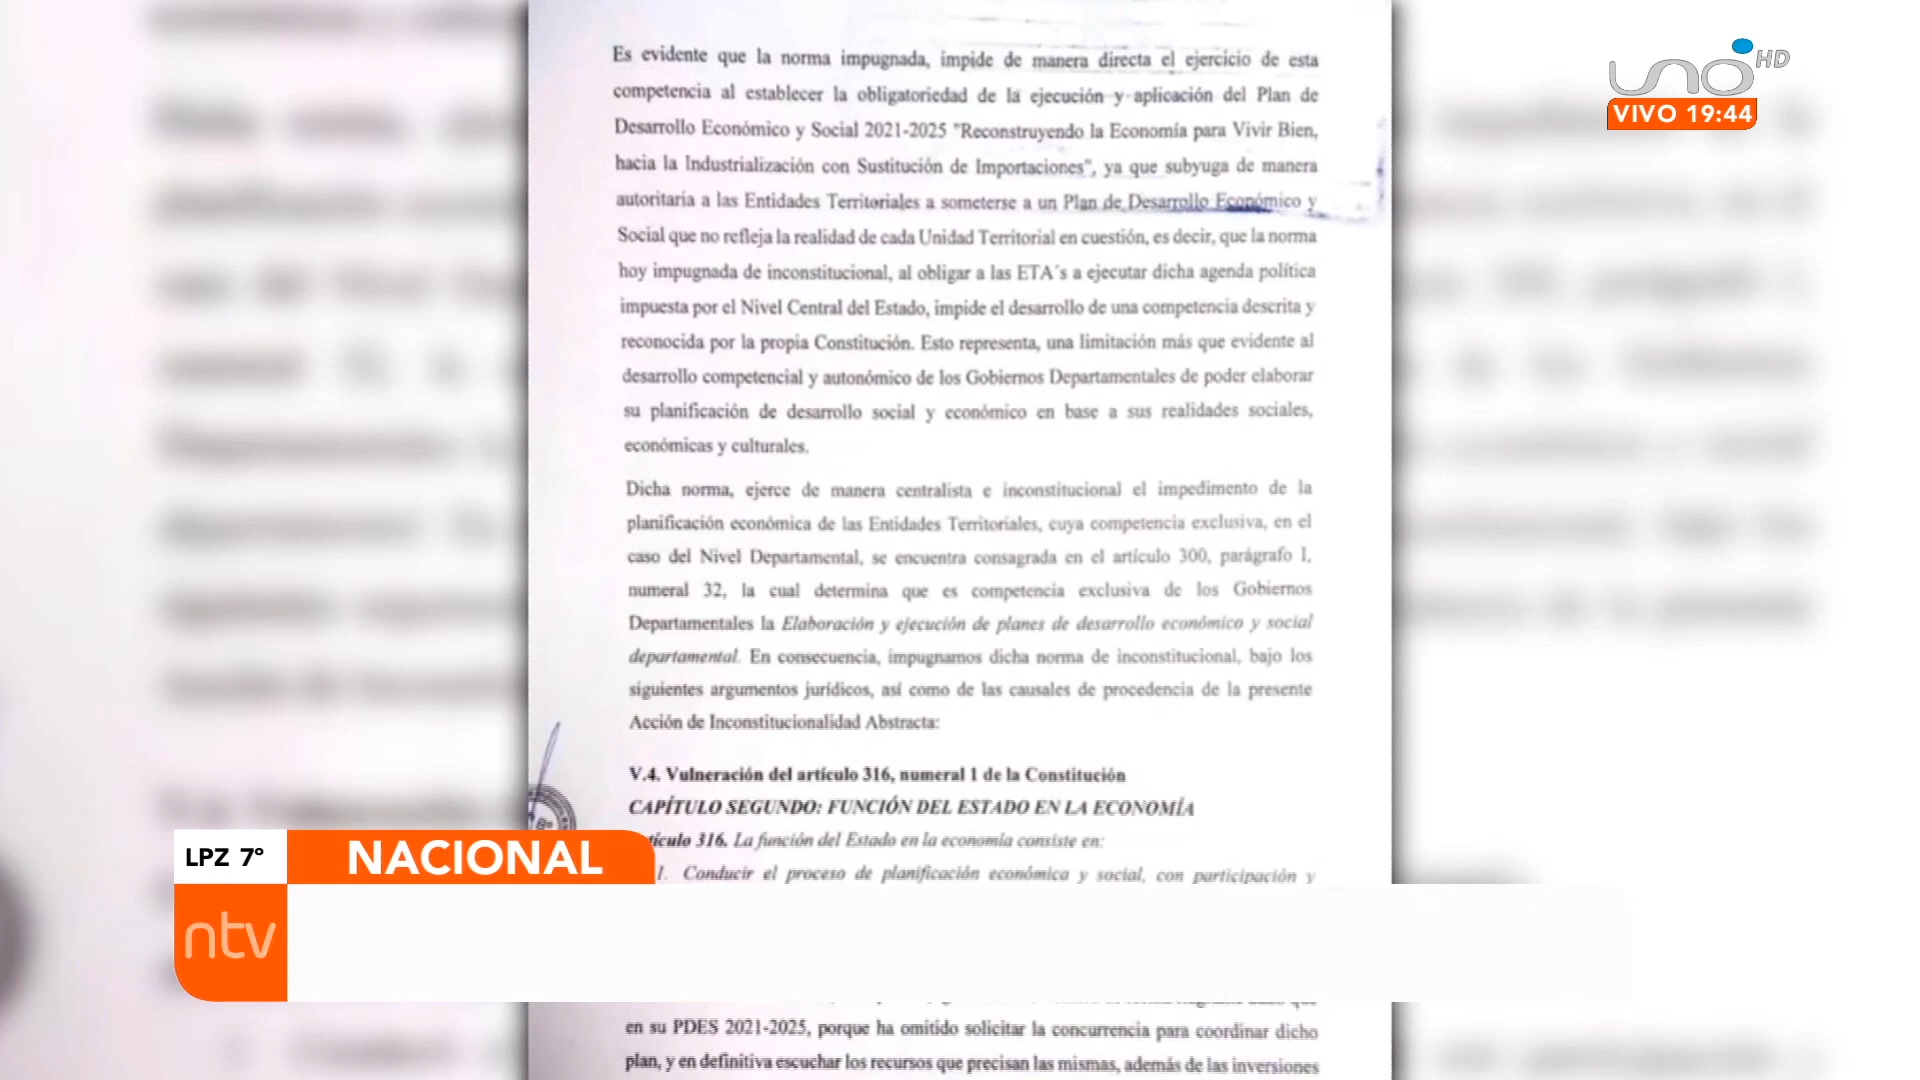 Es evidente que la norma impugnada, impide de manera directa el ejercicio de esta
competencia al establecer la obligatoriedad de la ejecución y aplicación del Plan de
Desarrollo Económico y Social 2021-2025 "Reconstruyendo la Economía para Vivir Bien,
hacia la Industrialización con Sustitución de Importaciones", ya que subyuga de manera
autoritaria a las Entidades Territoriales a someterse a un Plan de Desarrollo Económico y
Social que no refleja la realidad de cada Unidad Territorial en cuestión, es decir, que la norma
hoy impugnada de inconstitucional, al obligar a las ETA´s a ejecutar dicha agenda política
impuesta por el Nivel Central del Estado, impide el desarrollo de una competencia descrita y
reconocida por la propia Constitución. Esto representa, una limitación más que evidente al
desarrollo competencial y autonómico de los Gobiernos Departamentales de poder elaborar
su planificación de desarrollo social y económico en base a sus realidades sociales,
económicas y culturales.
Dicha norma, ejerce de manera centralista e inconstitucional el impedimento de la
planificación económica de las Entidades Territoriales, cuya competencia exclusiva, en el
caso del Nivel Departamental, se encuentra consagrada en el artículo 300, parágrafo I,
numeral 32, la cual determina que es competencia exclusiva de los Gobiernos
Departamentales la Elaboración y ejecución de planes de desarrollo económico y social
departamental. En consecuencia, impugnamos dicha norma de inconstitucional, bajo los
siguientes argumentos jurídicos, así como de las causales de procedencia de la presente
Acción de Inconstitucionalidad Abstracta:
V.4. Vulneración del artículo 316, numeral 1 de la Constitución
CAPÍTULO SEGUNDO: FUNCIÓN DEL ESTADO EN LA ECONOMÍA
tículo 316. La función del Estado en la economía consiste en:
1. Conducir el proceso de planificación económica y social, con participación y
en su PDES 2021-2025, porque ha omitido solicitar la concurrencia para coordinar dicho
plan, y en definitiva escuchar los recursos que precisan las mismas, además de las inversiones
UNO HD
VIVO 19:44
LPZ 7°
NACIONAL
ntv